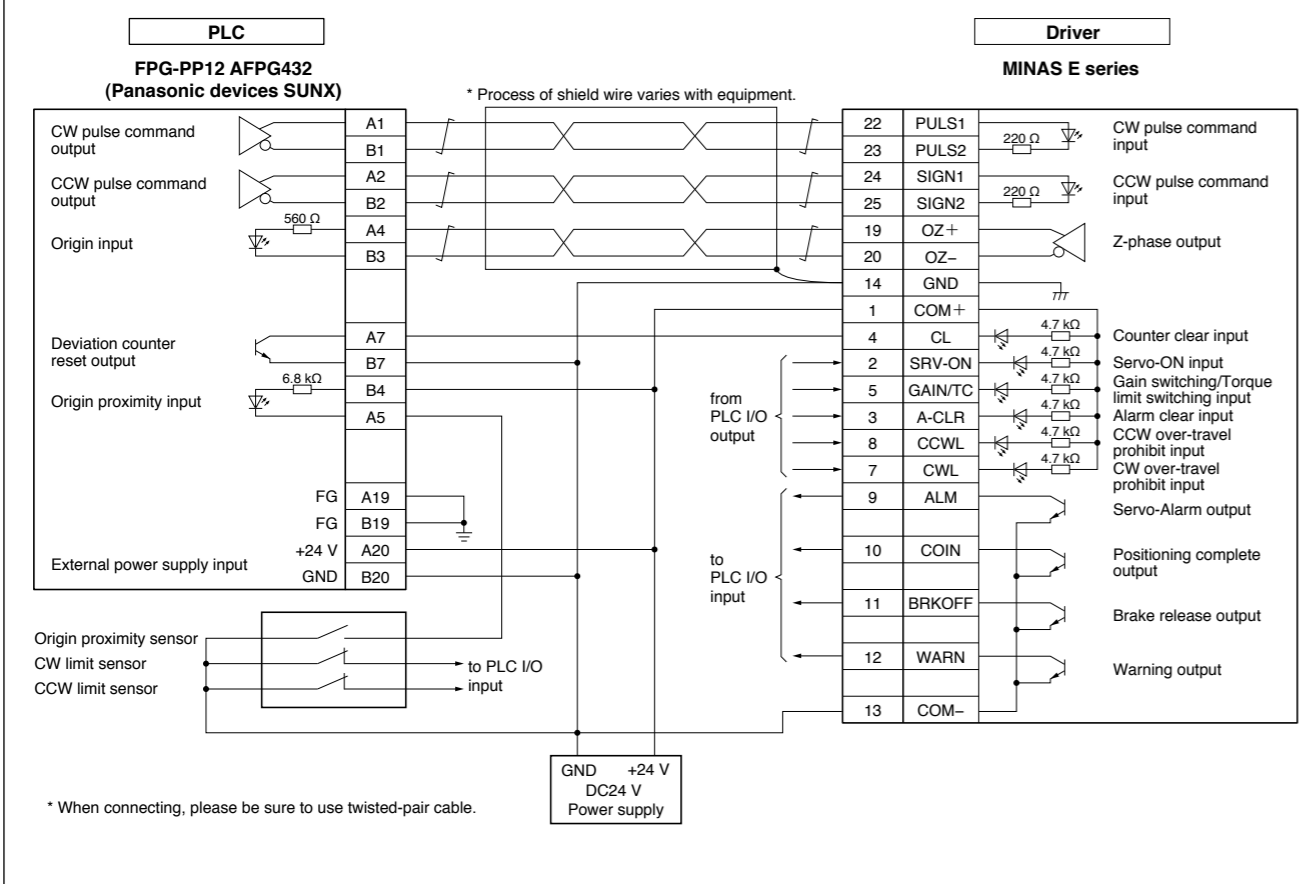 PLC
Driver
FPG-PP12 AFPG432
(Panasonic devices SUNX)
MINAS E series
* Process of shield wire varies with equipment.
CW pulse command
output
A1
B1
22 PULS1
23 PULS2
220 Ω
CW pulse command
input
CCW pulse command
output
A2
B2
24 SIGN1
25 SIGN2
220 Ω
CCW pulse command
input
Origin input
560 Ω
A4
B3
19 OZ+
20 OZ−
Z-phase output
14 GND
1 COM+
Deviation counter
reset output
A7
B7
4 CL
4.7 kΩ
Counter clear input
2 SRV-ON
4.7 kΩ
Servo-ON input
Origin proximity input
6.8 kΩ
B4
A5
from
PLC I/O
output
5 GAIN/TC
4.7 kΩ
Gain switching/Torque
limit switching input
3 A-CLR
4.7 kΩ
Alarm clear input
8 CCWL
4.7 kΩ
CCW over-travel
prohibit input
7 CWL
4.7 kΩ
CW over-travel
prohibit input
FG A19
FG B19
+24 V A20
GND B20
External power supply input
to
PLC I/O
input
9 ALM
Servo-Alarm output
10 COIN
Positioning complete
output
11 BRKOFF
Brake release output
12 WARN
Warning output
13 COM−
Origin proximity sensor
CW limit sensor
CCW limit sensor
to PLC I/O
input
GND +24 V
DC24 V
Power supply
* When connecting, please be sure to use twisted-pair cable.